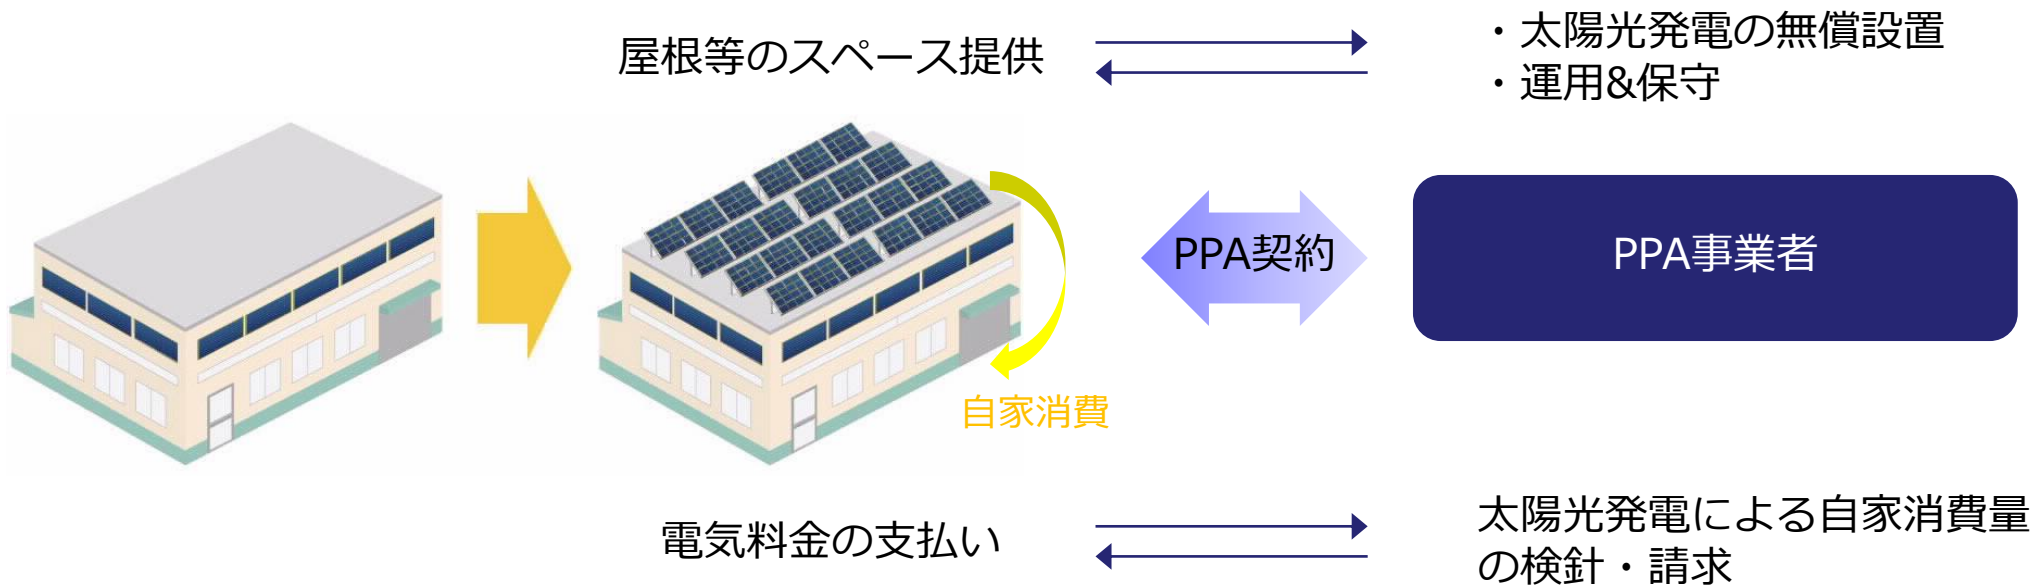 屋根等のスペース提供
・太陽光発電の無償設置
・運用&保守
PPA契約
PPA事業者
自家消費
電気料金の支払い
太陽光発電による自家消費量
の検針・請求